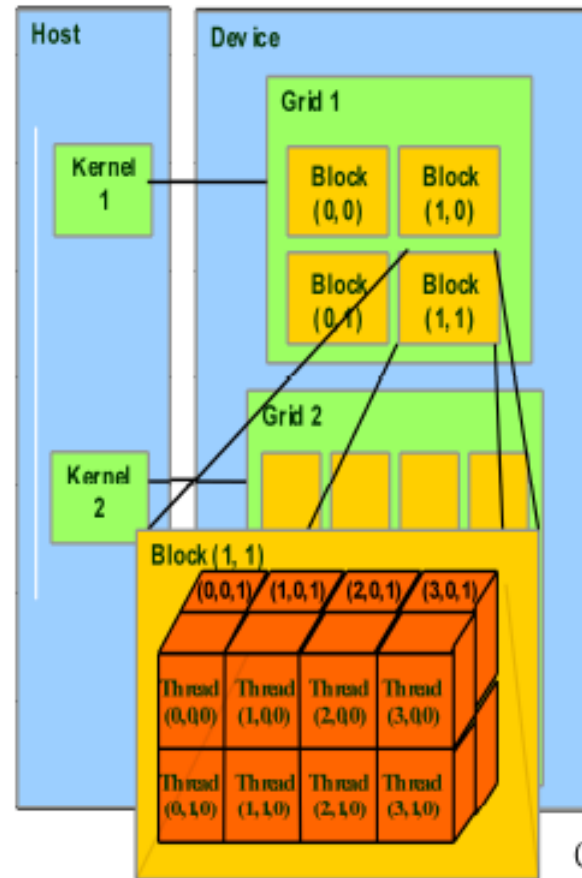 Host
Device
Grid 1
Kernel
1
Block
(0, 0)
Block
(1, 0)
Block
(0, 1)
Block
(1, 1)
Grid 2
Kernel
2
Block (1, 1)
(0,0,1) (1,0,1) (2,0,1) (3,0,1)
Thread
(0,0,0)
Thread
(1,0,0)
Thread
(2,0,0)
Thread
(3,0,0)
Thread
(0,1,0)
Thread
(1,1,0)
Thread
(2,1,0)
Thread
(3,1,0)
(